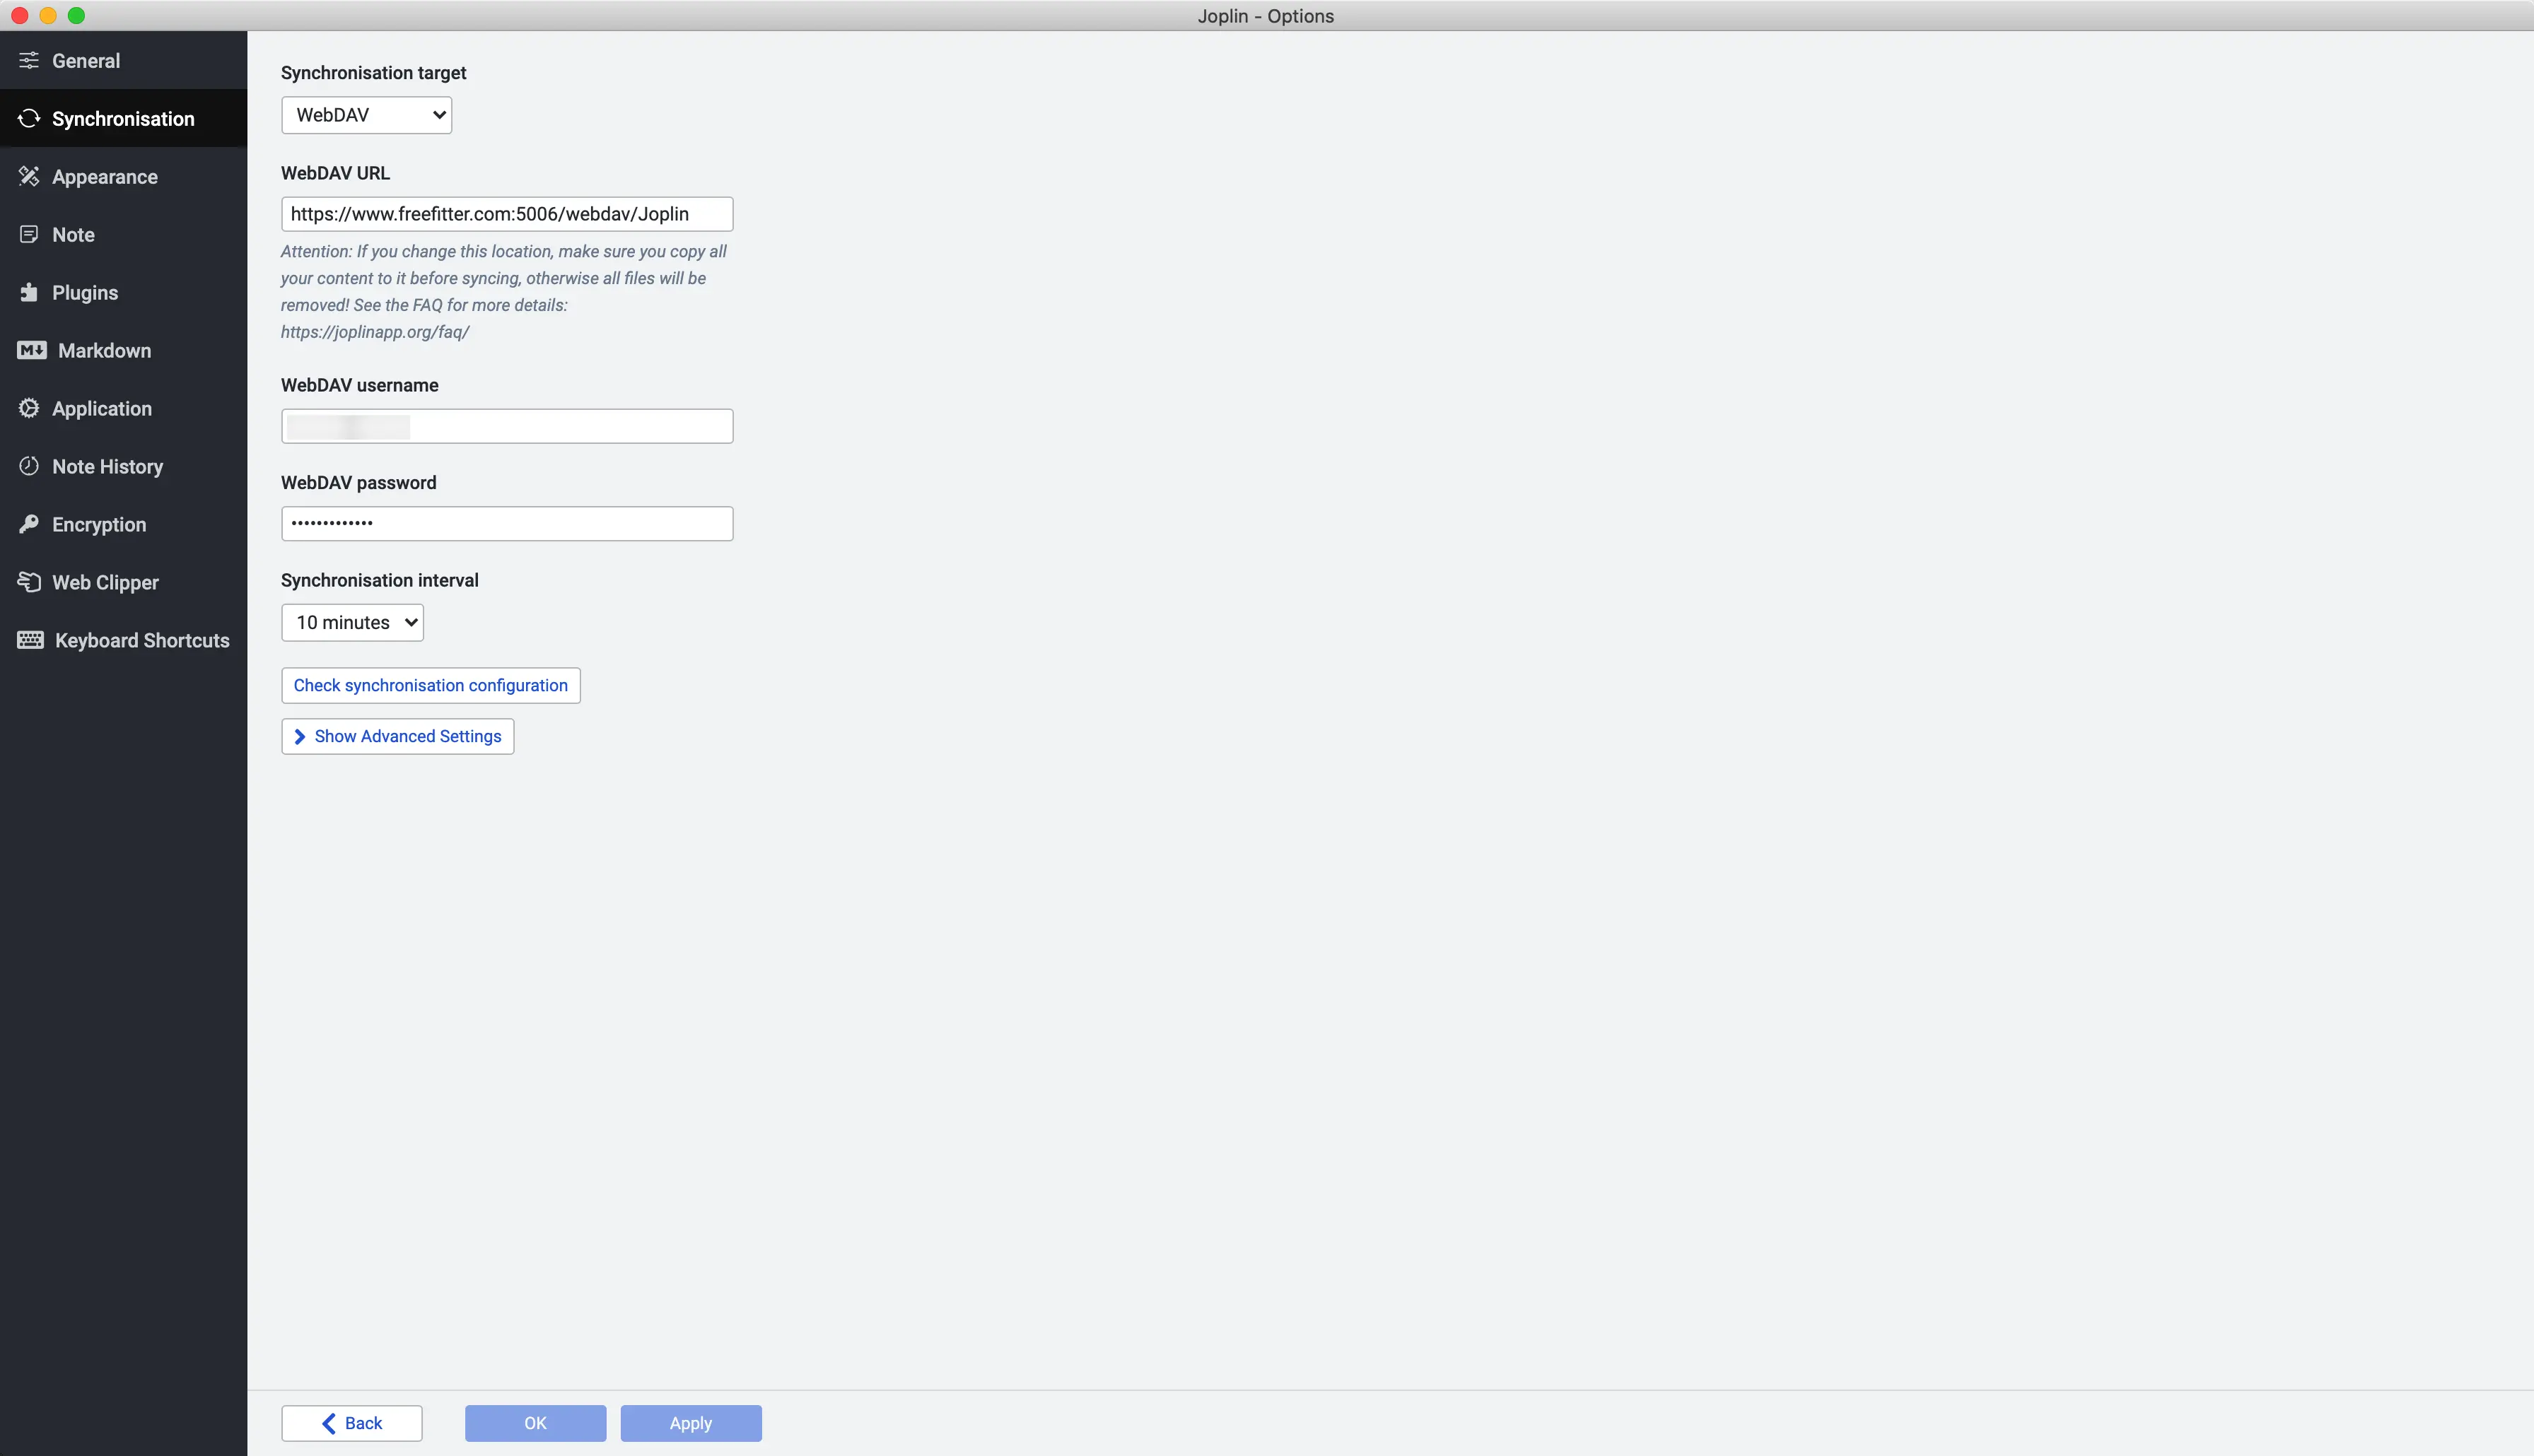 Joplin - Options
General
Synchronisation
Appearance
Note
Plugins
Markdown
Application
Note History
Encryption
Web Clipper
Keyboard Shortcuts
Synchronisation target
WebDAV
WebDAV URL
https://www.freefitter.com:5006/webdav/Joplin
Attention: If you change this location, make sure you copy all
your content to it before syncing, otherwise all files will be
removed! See the FAQ for more details:
https://joplinapp.org/faq/
WebDAV username
WebDAV password
•••••••••••••
Synchronisation interval
10 minutes
Check synchronisation configuration
Show Advanced Settings
Back
OK
Apply